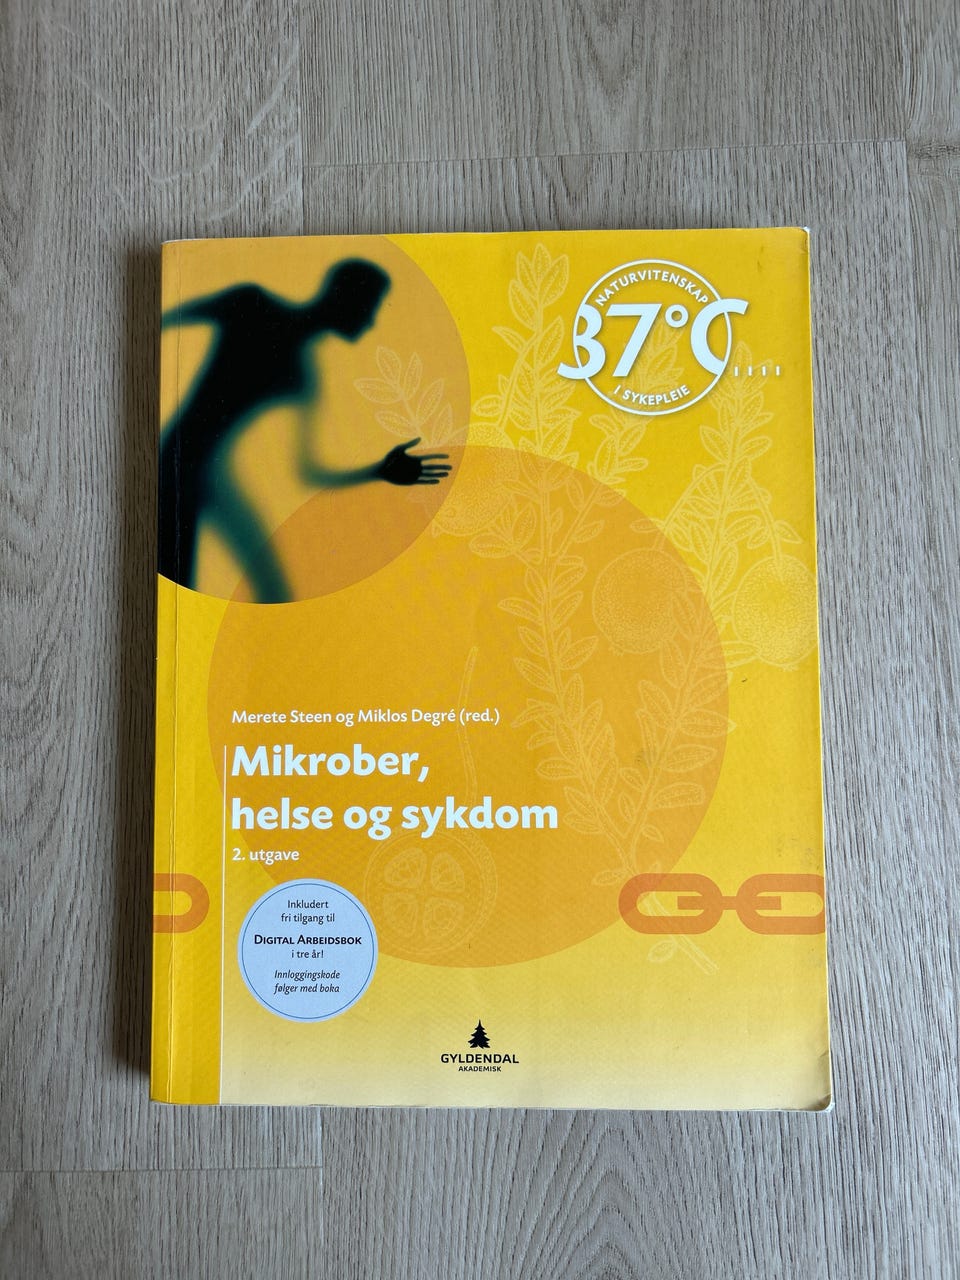 NATURVITENSKAP
37°C
I SYKEPLEIE
Merete Steen og Miklos Degré (red.)
Mikrober,
helse og sykdom
2. utgave
Inkludert
fri tilgang til
DIGITAL ARBEIDSBOK
i tre år!
Innloggingskode
følger med boka
GYLDENDAL
AKADEMISK